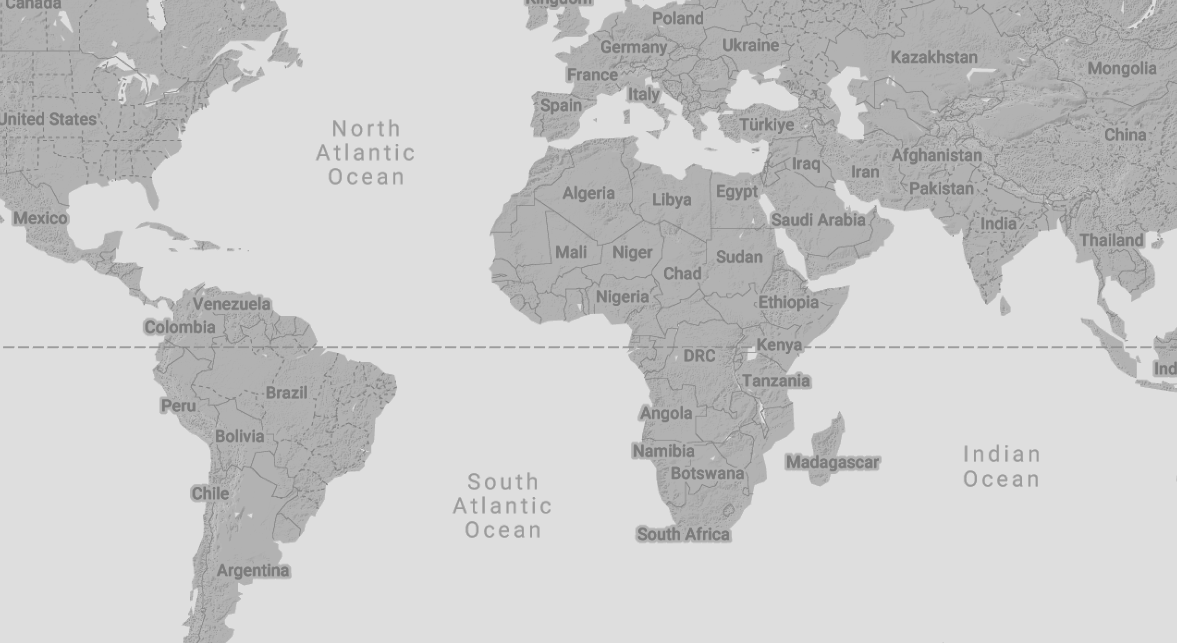 Canada
Kingdom
Poland
Germany
Ukraine
Kazakhstan
Mongolia
France
Italy
Spain
United States
Türkiye
China
North
Atlantic
Ocean
Iraq
Iran
Afghanistan
Pakistan
Algeria
Libya
Egypt
Saudi Arabia
India
Thailand
Mexico
Mali
Niger
Chad
Sudan
Nigeria
Ethiopia
Venezuela
Colombia
DRC
Kenya
Tanzania
Ind
Brazil
Peru
Bolivia
Angola
Namibia
Botswana
Madagascar
Indian
Ocean
Chile
South
Atlantic
Ocean
South Africa
Argentina